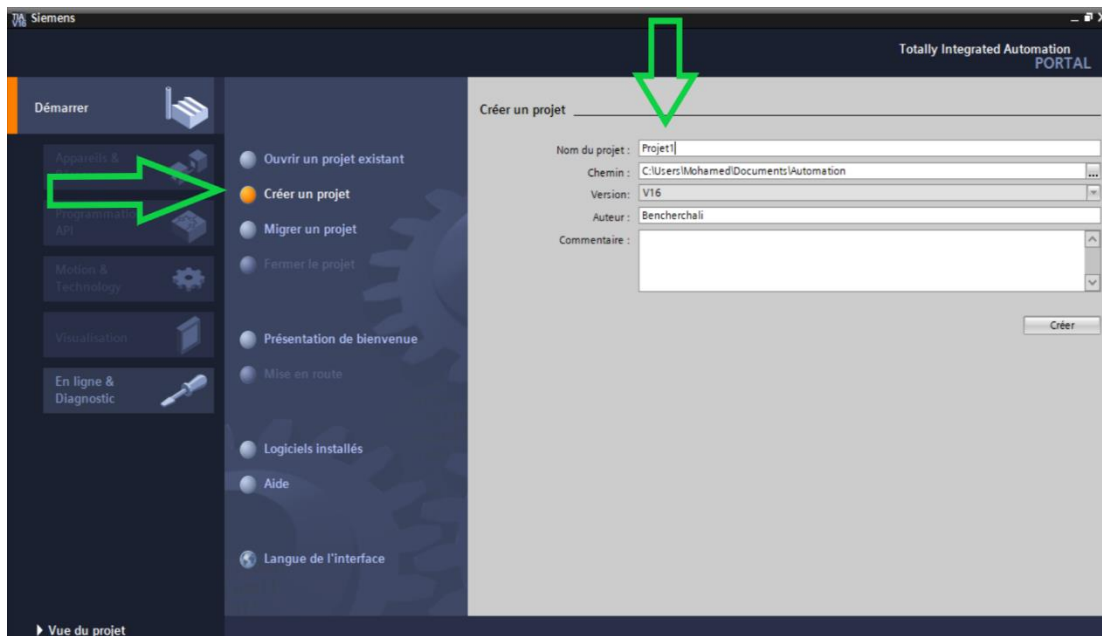 Siemens
Totally Integrated Automation
PORTAL
Démarrer
Appareils &
Programmation
API
Motion &
Technology
Visualisation
En ligne &
Diagnostic
Ouvrir un projet existant
Créer un projet
Migrer un projet
Fermer le projet
Présentation de bienvenue
Mise en route
Logiciels installés
Aide
Langue de l'interface
Créer un projet
Nom du projet : Projet1
Chemin : C:\Users\Mohamed\Documents\Automation
...
Version: V16
Auteur : Bencherchali
Commentaire :
Créer
Vue du projet